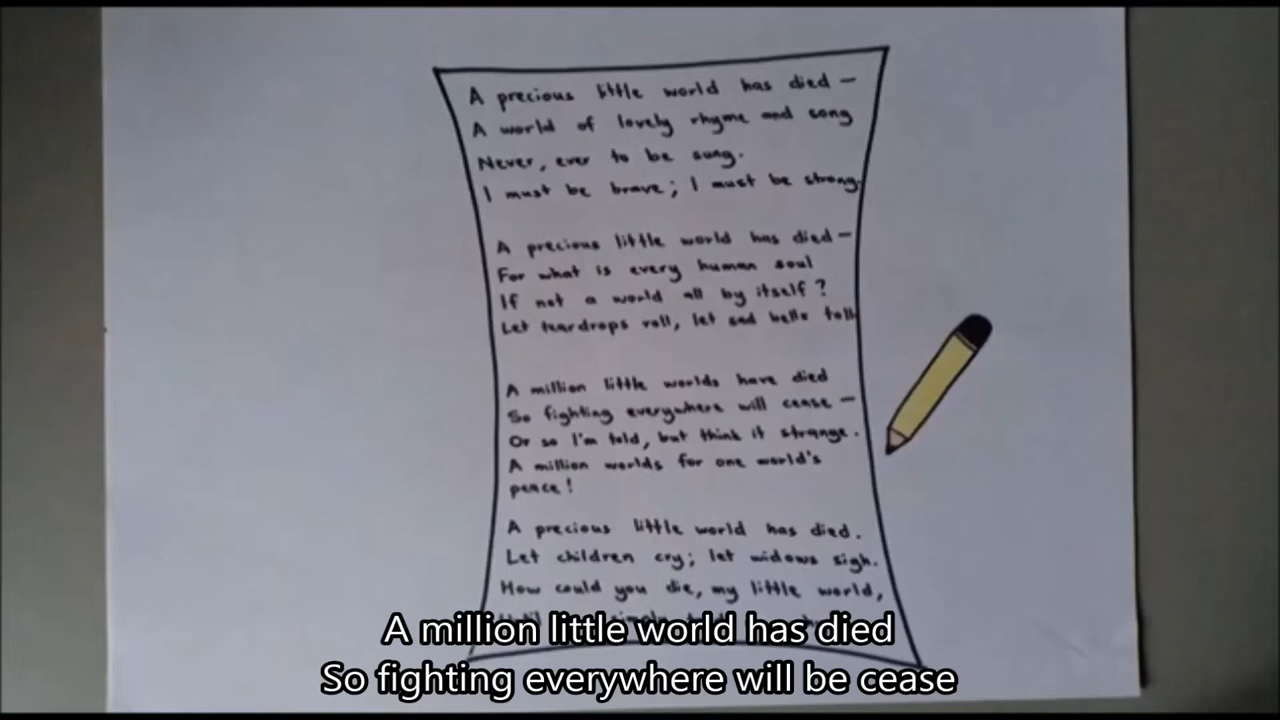 A precious little world has died —
A world of lovely rhyme and song
Never, ever to be sung.
I must be brave; I must be strong.
A precious little world has died —
For what is every human soul
If not a world all by itself?
Let teardrops roll, let sad bells toll
A million little worlds have died
So fighting everywhere will cease —
Or so I'm told, but think it strange.
A million worlds for one world's
peace!
A precious little world has died.
Let children cry; let widows sigh.
How could you die, my little world,
A million little world has died
So fighting everywhere will be cease